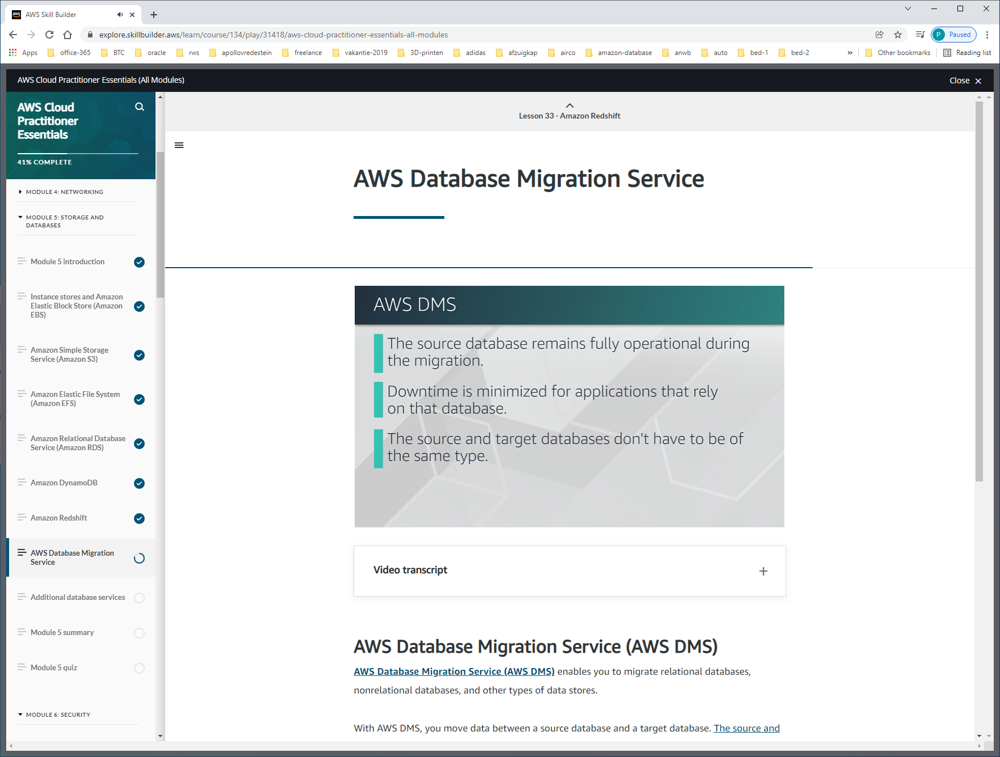 AWS Skill Builder
explore.skillbuilder.aws/learn/course/134/play/31418/aws-cloud-practitioner-essentials-all-modules
P Paused
Apps office-365 BTC oracle rws apollovredestein freelance vakantie-2019 3D-printen adidas afzuigkap airco amazon-database anwb auto bed-1 bed-2 » Other bookmarks Reading list
AWS Cloud Practitioner Essentials (All Modules)
Close
AWS Cloud
Practitioner
Essentials
41% COMPLETE
MODULE 4: NETWORKING
MODULE 5: STORAGE AND
DATABASES
Module 5 introduction
Instance stores and Amazon
Elastic Block Store (Amazon
EBS)
Amazon Simple Storage
Service (Amazon S3)
Amazon Elastic File System
(Amazon EFS)
Amazon Relational Database
Service (Amazon RDS)
Amazon DynamoDB
Amazon Redshift
AWS Database Migration
Service
Additional database services
Module 5 summary
Module 5 quiz
MODULE 6: SECURITY
Lesson 33 - Amazon Redshift
AWS Database Migration Service
AWS DMS
The source database remains fully operational during
the migration.
Downtime is minimized for applications that rely
on that database.
The source and target databases don't have to be of
the same type.
Video transcript
AWS Database Migration Service (AWS DMS)
AWS Database Migration Service (AWS DMS) enables you to migrate relational databases,
nonrelational databases, and other types of data stores.
With AWS DMS, you move data between a source database and a target database. The source and